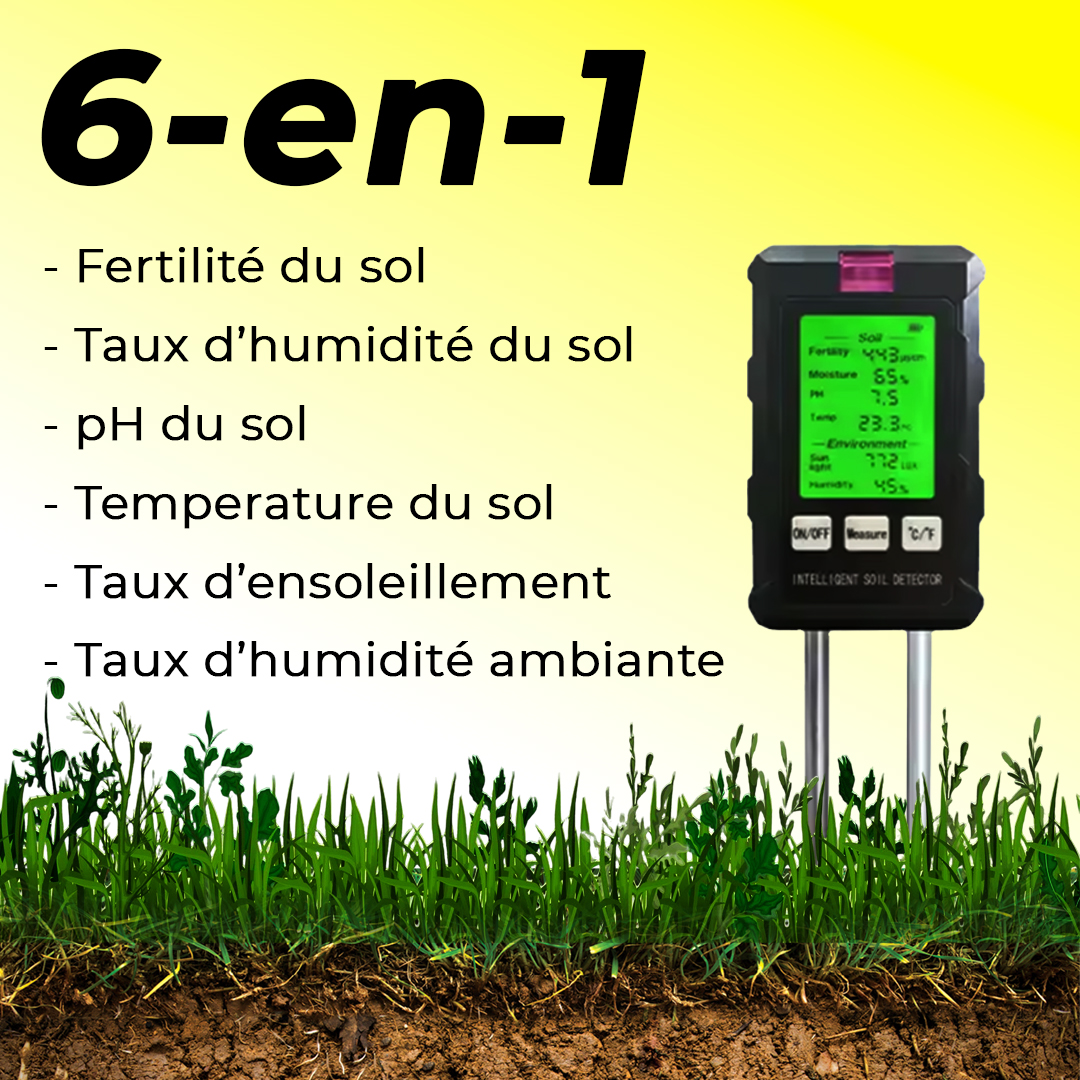 6-en-1
- Fertilité du sol
- Taux d’humidité du sol
- pH du sol
- Temperature du sol
- Taux d’ensoleillement
- Taux d’humidité ambiante
Soil
Fertility 443 µs/cm
Moisture 65 %
PH 7.5
Temp 23.3 °C
Environment
Sun light 772 LUX
Humidity 45 %
ON/OFF Measure °C/°F
INTELLIGENT SOIL DETECTOR